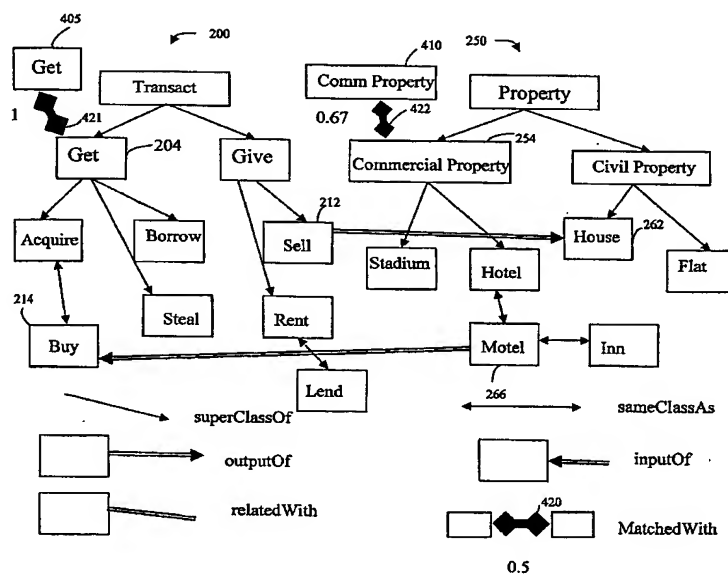 405
200
410
250
Get
Transact
Comm Property
Property
1
421
0.67
422
254
Get
204
Give
Commercial Property
Civil Property
212
Acquire
Borrow
Sell
Stadium
Hotel
House
262
Flat
214
Steal
Rent
Buy
Motel
Inn
Lend
266
superClassOf
sameClassAs
outputOf
inputOf
420
relatedWith
MatchedWith
0.5